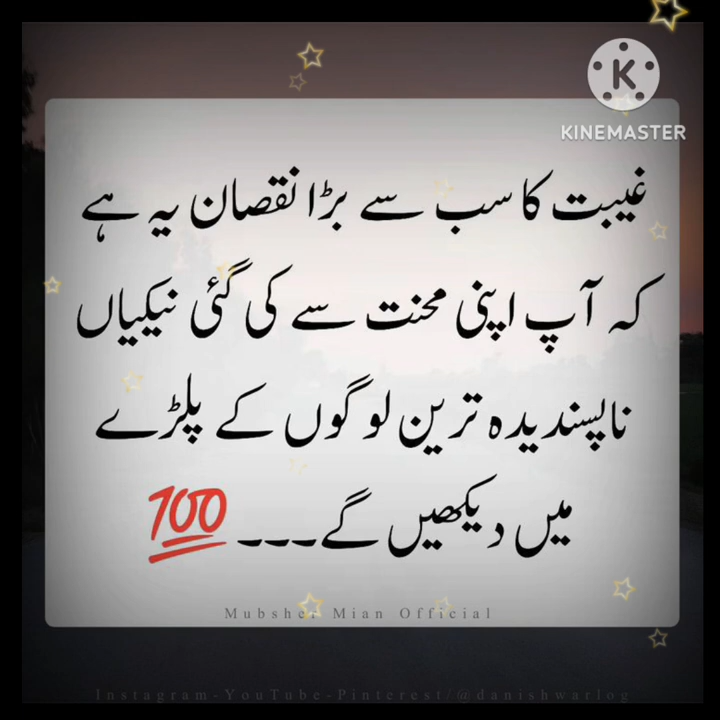 KINEMASTER
غیبت کا سب سے بڑا نقصان یہ ہے
کہ آپ اپنی محنت سے کی گئی نیکیاں
ناپسندیدہ ترین لوگوں کے پلڑے
میں دیکھیں گے۔۔۔ 💯
Mubsher Mian Official
Instagram-YouTube-Pinterest/@danishwarlog